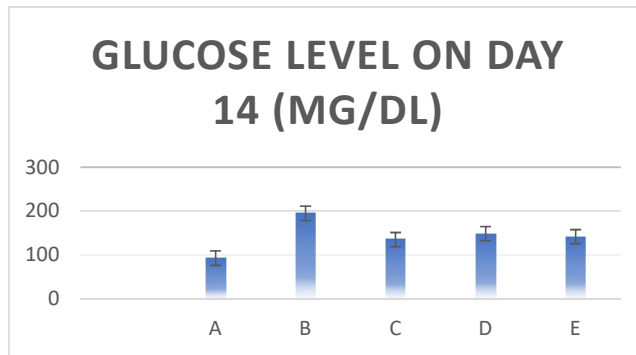 GLUCOSE LEVEL ON DAY
14 (MG/DL)
300
200
100
0
A B C D E